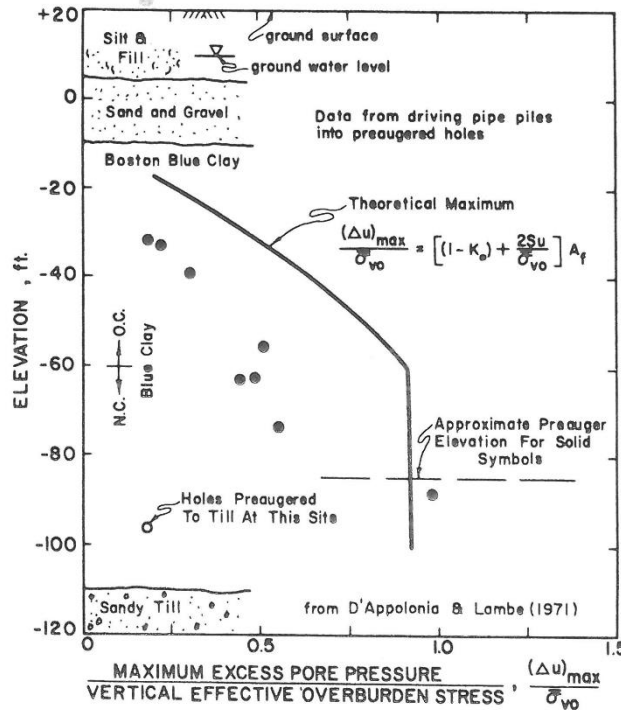 +20
Silt &
Fill
ground surface
ground water level
0
Sand and Gravel
Data from driving pipe piles
into preaugered holes
Boston Blue Clay
-20
Theoretical Maximum
(Δu)max / σ̄vo = [(1-Ko) + 2Su / σ̄vo] Af
-40
ELEVATION, ft.
N.C. O.C.
Blue Clay
-60
-80
Approximate Preauger
Elevation For Solid
Symbols
Holes Preaugered
To Till At This Site
-100
Sandy Till
from D'Appolonia & Lambe (1971)
-120
0 0.5 1.0 1.5
MAXIMUM EXCESS PORE PRESSURE
VERTICAL EFFECTIVE OVERBURDEN STRESS, (Δu)max / σ̄vo